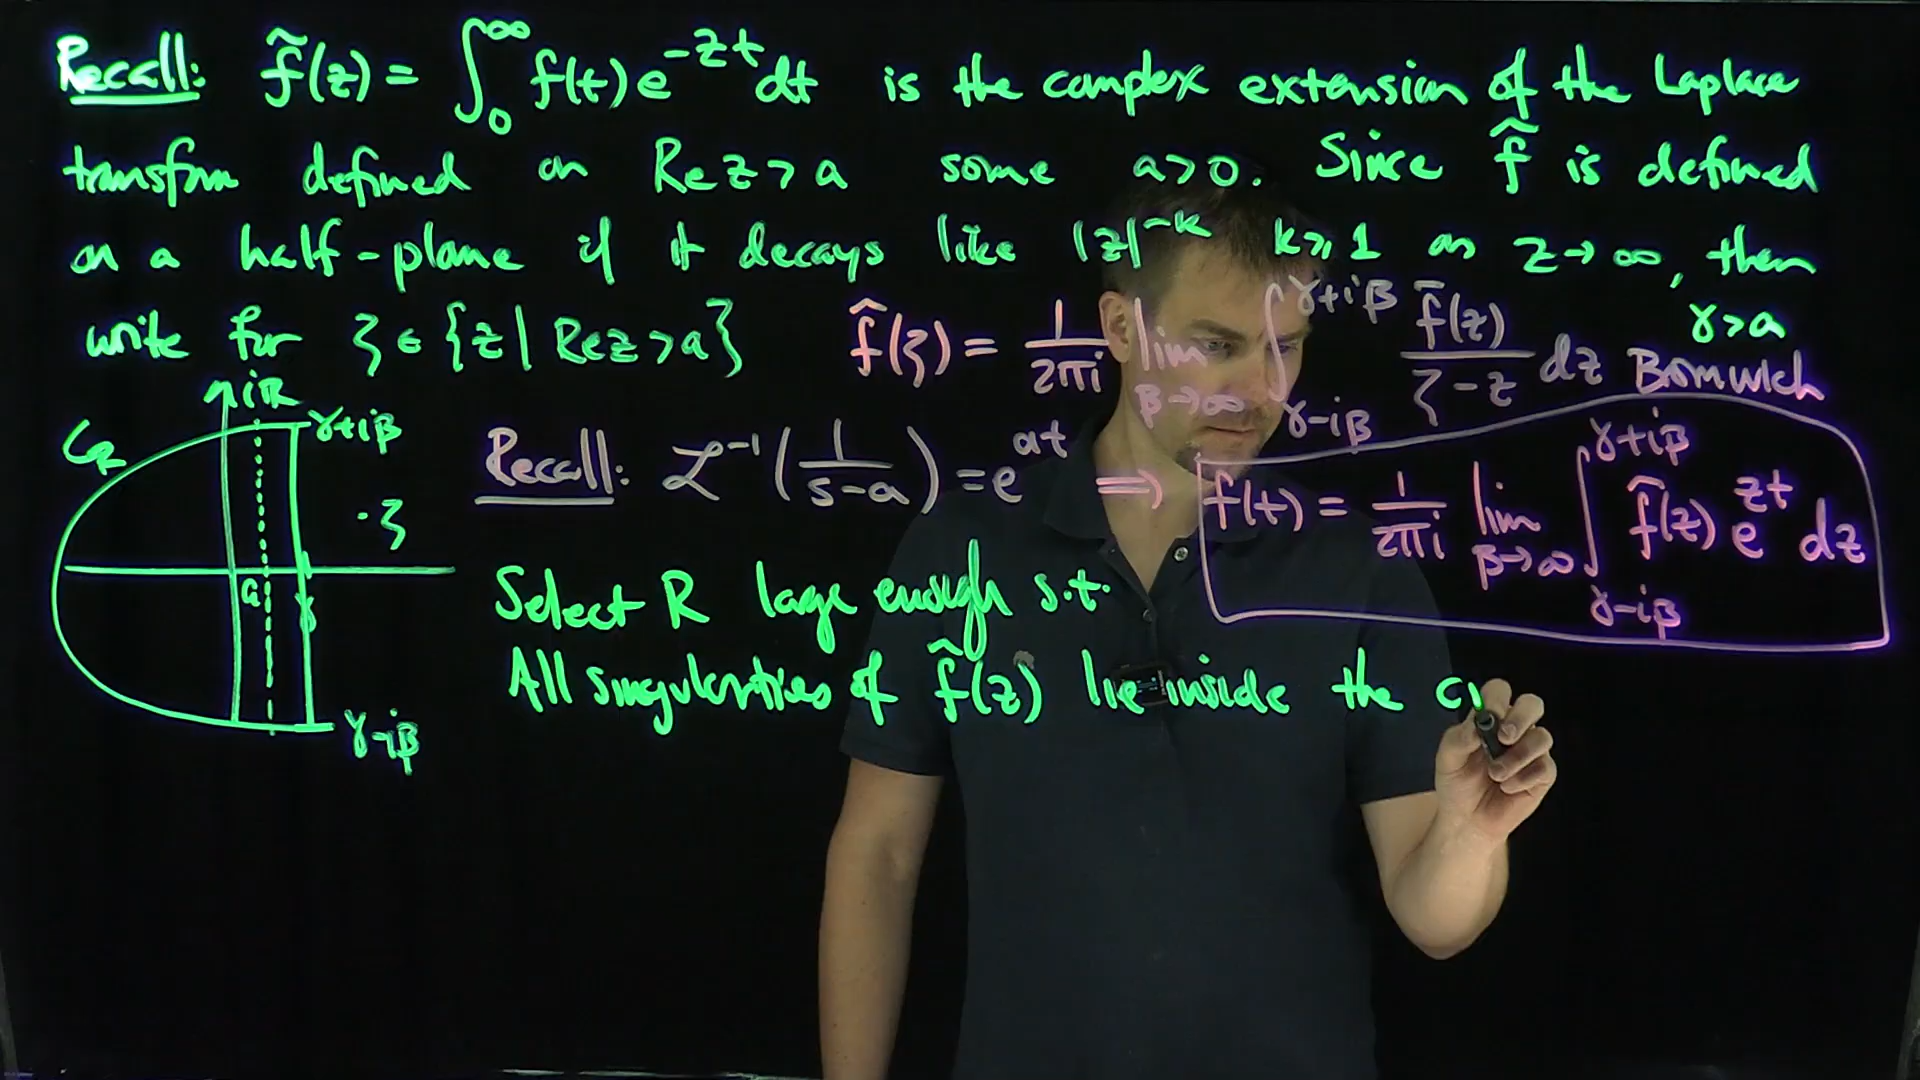 Recall: f̃(z) = ∫₀^∞ f(t) e^{-zt} dt is the complex extension of the Laplace
transform defined on Re z > a some a > 0. Since f̃ is defined
on a half-plane if it decays like |z|^{-k} k ≥ 1 as z → ∞, then
write for ζ ∈ {z | Re z > a} f̃(ζ) = 1/(2πi) lim_{β→∞} ∫_{γ-iβ}^{γ+iβ} f̃(z)/(ζ-z) dz γ > a
Bromwich
Recall: ℒ^{-1}(1/(s-a)) = e^{at} ⟹ f(t) = 1/(2πi) lim_{β→∞} ∫_{γ-iβ}^{γ+iβ} f̃(z) e^{zt} dz
Select R large enough s.t.
All singularities of f̃(z) lie inside the
iR
C_R
γ+iβ
·ζ
a
γ
γ-iβ